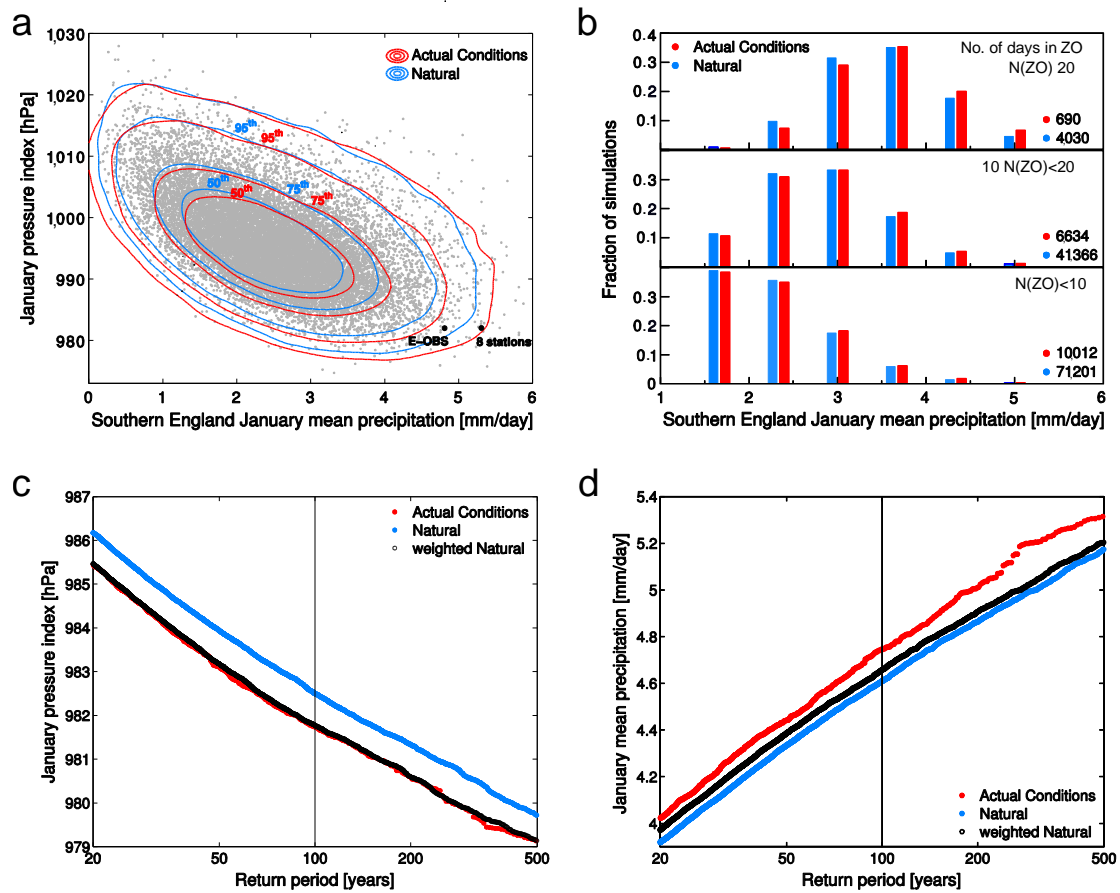 a
1,030
1,020
1,010
1,000
990
980
0
1
2
3
4
5
6
January pressure index [hPa]
Southern England January mean precipitation [mm/day]
Actual Conditions
Natural
95th
95th
50th
50th
75th
75th
E-OBS
8 stations
b
0.4
0.3
0.2
0.1
0.3
0.2
0.1
0.3
0.2
0.1
0
1
2
3
4
5
6
Fraction of simulations
Southern England January mean precipitation [mm/day]
Actual Conditions
Natural
No. of days in ZO
N(ZO) 20
690
4030
10 N(ZO)<20
6634
41366
N(ZO)<10
10012
71,201
c
987
986
985
984
983
982
981
980
979
20
50
100
200
500
January pressure index [hPa]
Return period [years]
Actual Conditions
Natural
weighted Natural
d
5.4
5.2
5
4.8
4.6
4.4
4.2
4
20
50
100
200
500
January mean precipitation [mm/day]
Return period [years]
Actual Conditions
Natural
weighted Natural